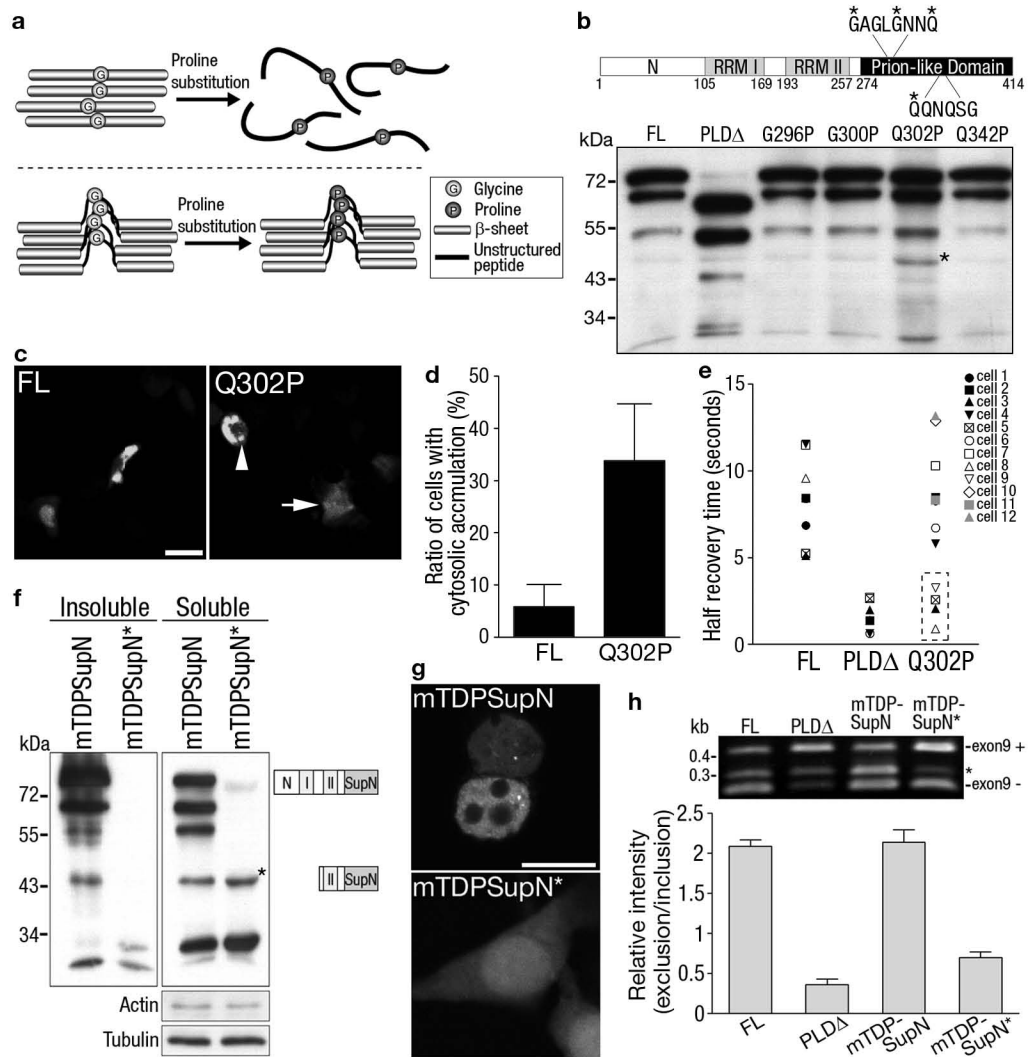 a
Proline
substitution
G
G
G
G
P
P
P
P
Proline
substitution
G
G
G
G
P
P
P
P
G Glycine
P Proline
β-sheet
Unstructured
peptide
b
* * *
GAGLGNNQ
N RRM I RRM II Prion-like Domain
1 105 169 193 257 274 414
*
QQNQSG
kDa FL PLDΔ G296P G300P Q302P Q342P
72
55
43
34
*
c
FL
Q302P
d
Ratio of cells with
cytosolic accmulation (%)
50
40
30
20
10
0
FL Q302P
e
Half recovery time (seconds)
15
10
5
0
FL PLDΔ Q302P
cell 1
cell 2
cell 3
cell 4
cell 5
cell 6
cell 7
cell 8
cell 9
cell 10
cell 11
cell 12
f
Insoluble Soluble
mTDPSupN
mTDPSupN*
mTDPSupN
mTDPSupN*
kDa
72
55
43
34
*
N I II SupN
II SupN
Actin
Tubulin
g
mTDPSupN
mTDPSupN*
h
kb FL PLDΔ mTDP-
SupN mTDP-
SupN*
0.4
0.3
-exon9 +
*
-exon9 -
Relative intensity
(exclusion/inclusion)
2.5
2
1.5
1
0.5
0
FL
PLDΔ
mTDP-
SupN
mTDP-
SupN*